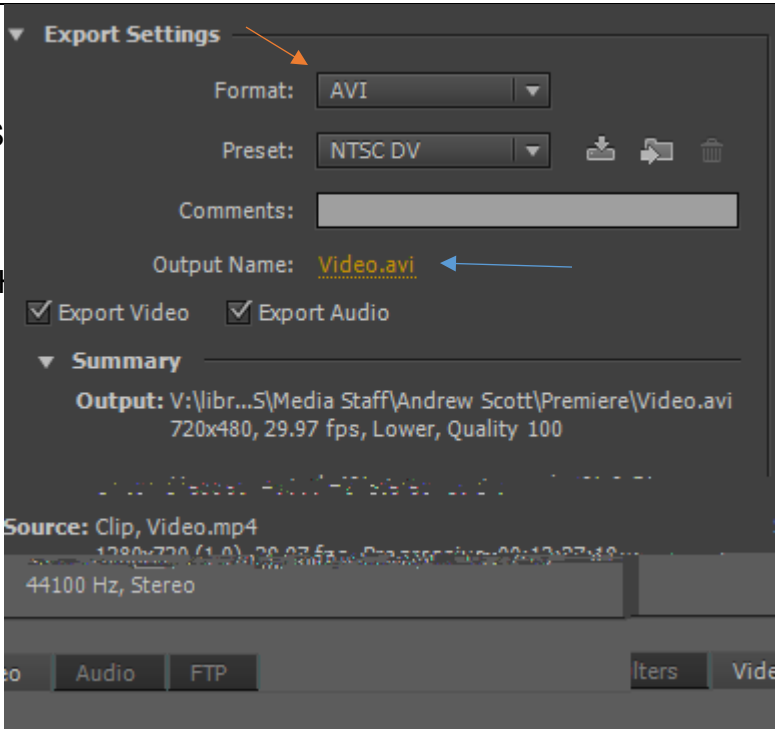 Export Settings
Format: AVI
Preset: NTSC DV
Comments:
Output Name: Video.avi
Export Video Export Audio
Summary
Output: V:\libr...S\Media Staff\Andrew Scott\Premiere\Video.avi
720x480, 29.97 fps, Lower, Quality 100
Source: Clip, Video.mp4
44100 Hz, Stereo
Audio FTP